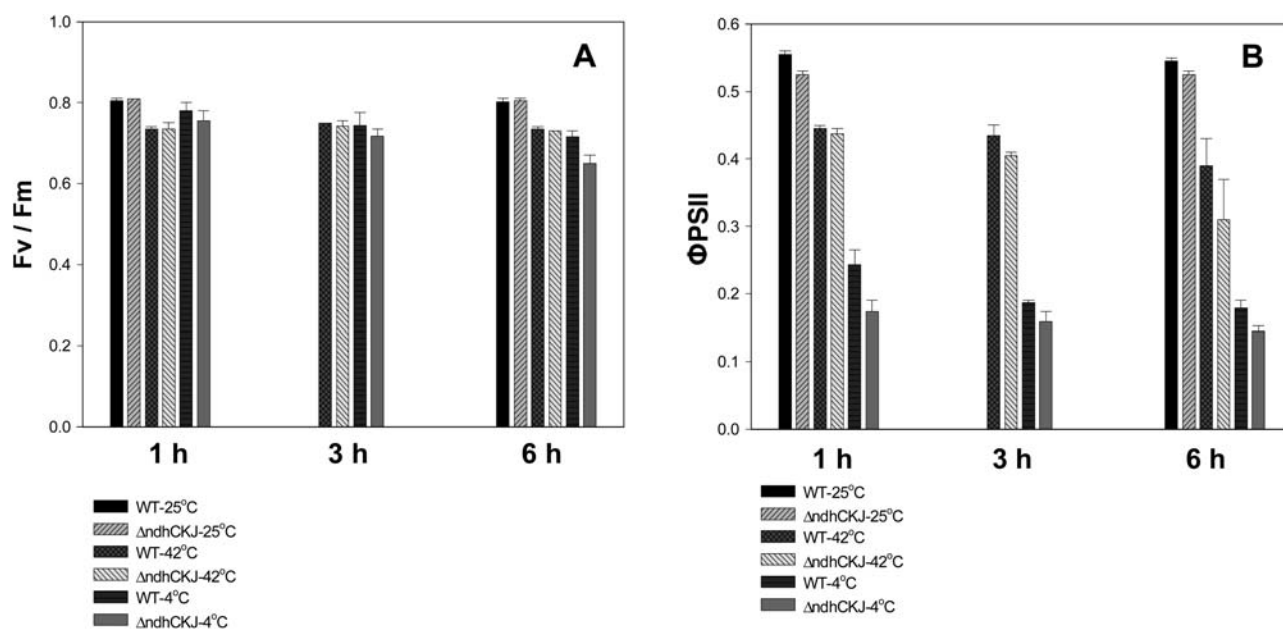 A
Fv / Fm
1.0
0.8
0.6
0.4
0.2
0.0
1 h 3 h 6 h
WT-25°C
ΔndhCKJ-25°C
WT-42°C
ΔndhCKJ-42°C
WT-4°C
ΔndhCKJ-4°C
B
ΦPSII
0.6
0.5
0.4
0.3
0.2
0.1
0.0
1 h 3 h 6 h
WT-25°C
ΔndhCKJ-25°C
WT-42°C
ΔndhCKJ-42°C
WT-4°C
ΔndhCKJ-4°C